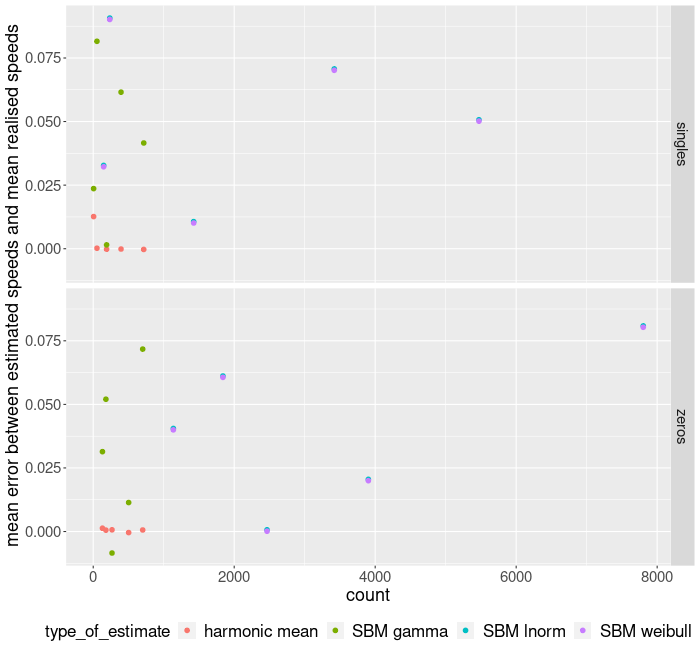 mean error between estimated speeds and mean realised speeds
0.075
0.050
0.025
0.000
singles
0.075
0.050
0.025
0.000
zeros
0 2000 4000 6000 8000
count
type_of_estimate harmonic mean SBM gamma SBM lnorm SBM weibull